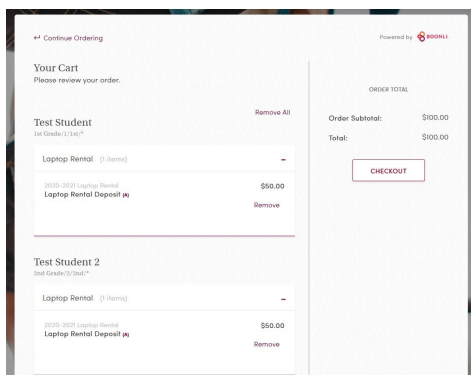 ↵ Continue Ordering
Powered by BOONLI
Your Cart
Please review your order.
Remove All
Test Student
1st Grade/1/1st/*
Laptop Rental (1 items) –
2020-2021 Laptop Rental $50.00
Laptop Rental Deposit (A)
Remove
Test Student 2
2nd Grade/2/2nd/*
Laptop Rental (1 items) –
2020-2021 Laptop Rental $50.00
Laptop Rental Deposit (A)
Remove
ORDER TOTAL
Order Subtotal: $100.00
Total: $100.00
CHECKOUT